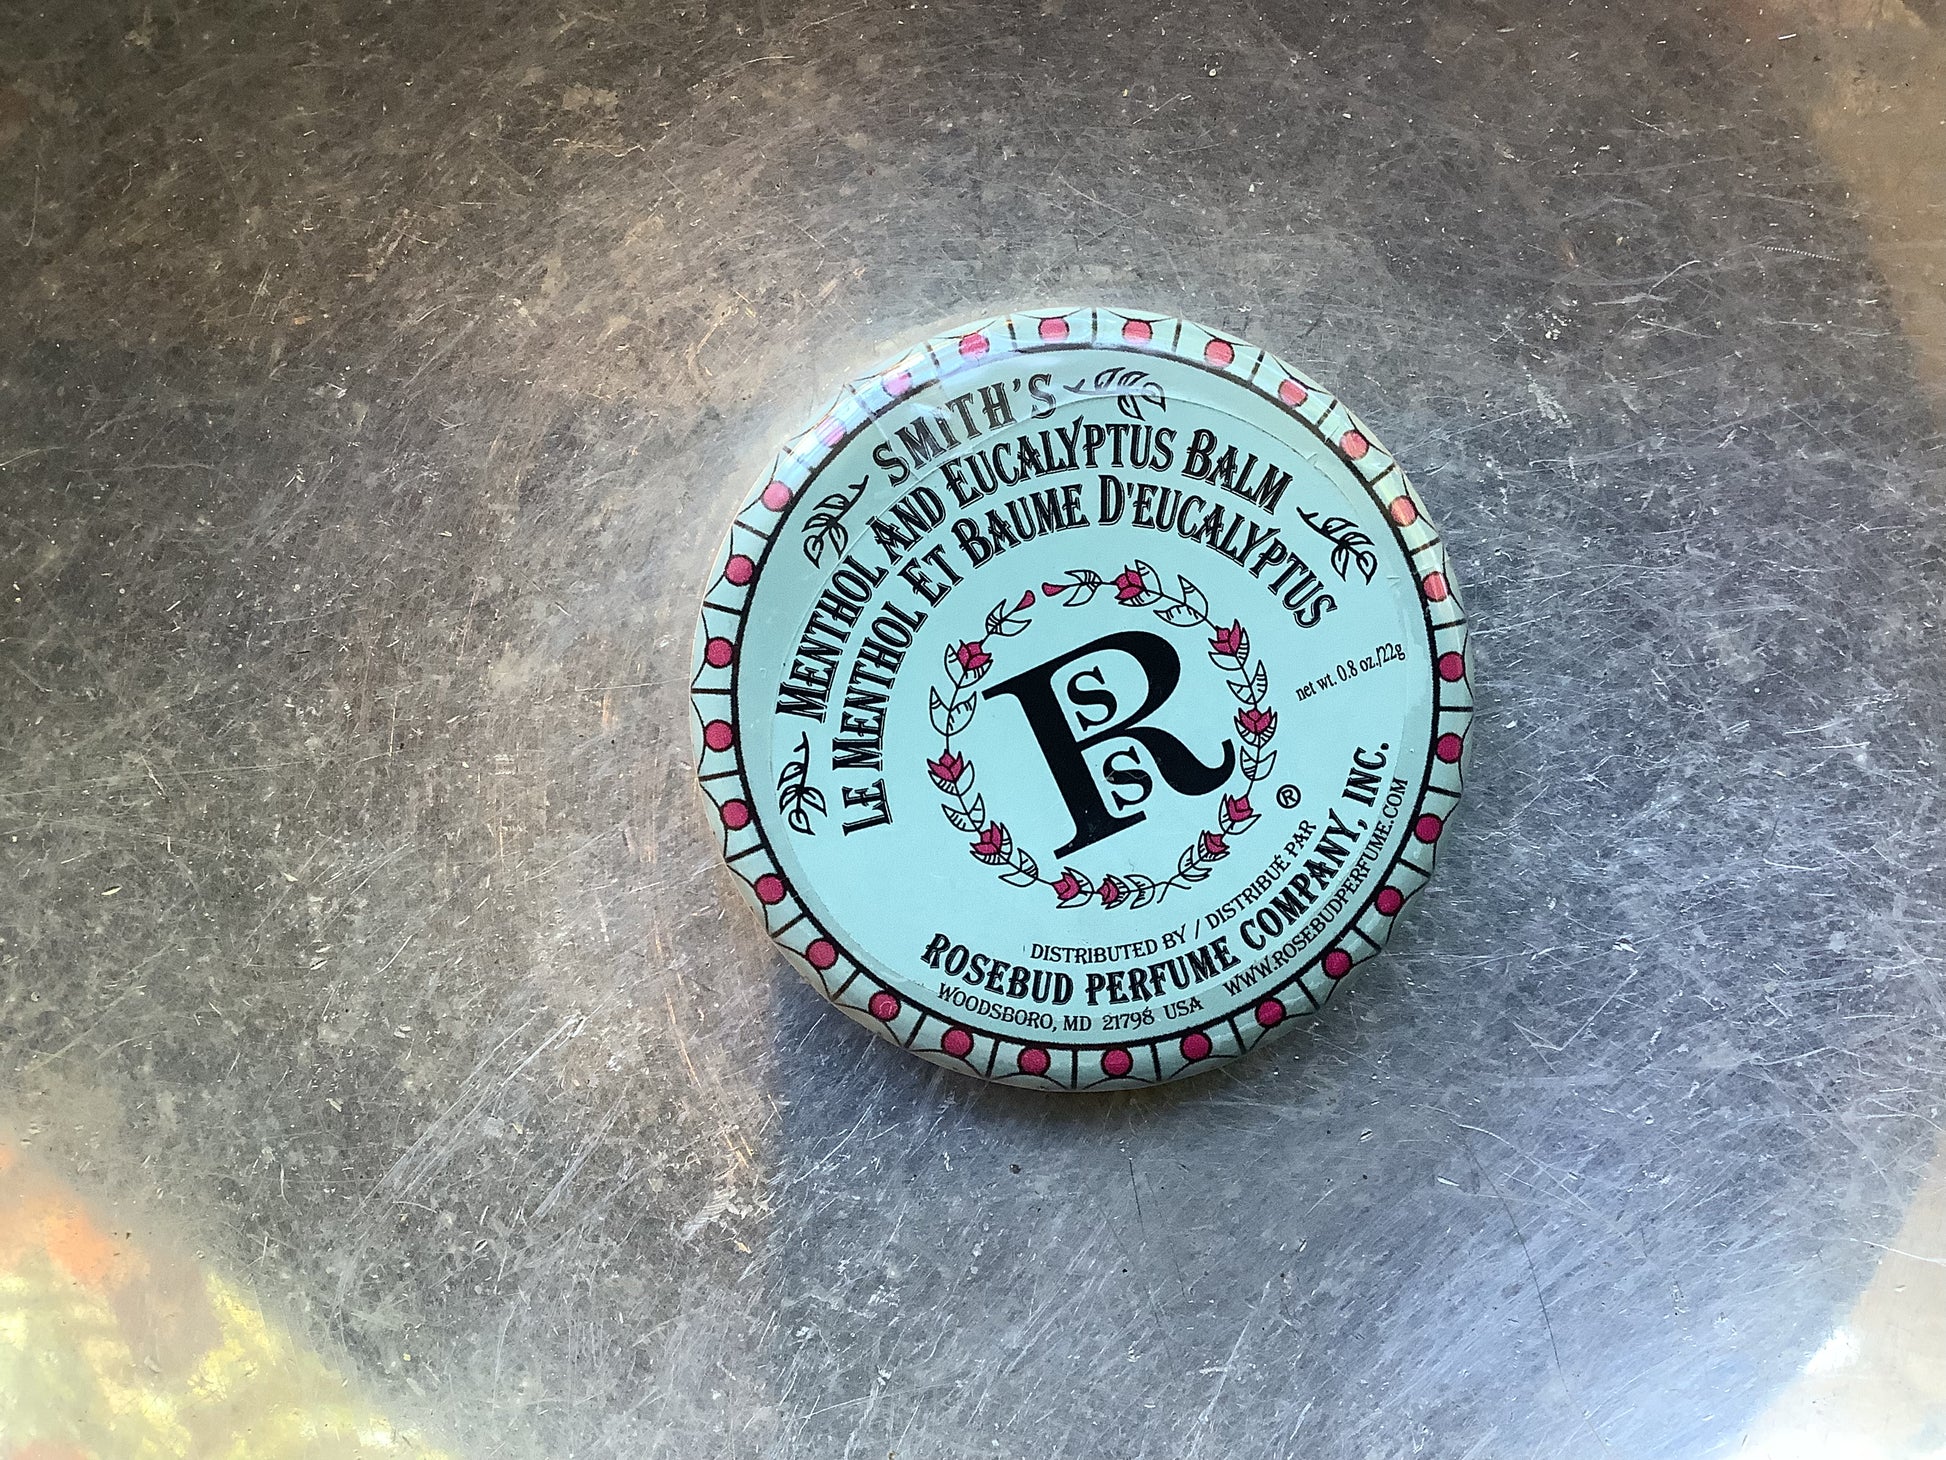 SMITH'S
MENTHOL AND EUCALYPTUS BALM
LE MENTHOL ET BAUME D'EUCALYPTUS
RSS
net wt. 0.8 oz./22g
®
DISTRIBUTED BY / DISTRIBUÉ PAR
ROSEBUD PERFUME COMPANY, INC.
WOODSBORO, MD 21798 USA WWW.ROSEBUDPERFUME.COM